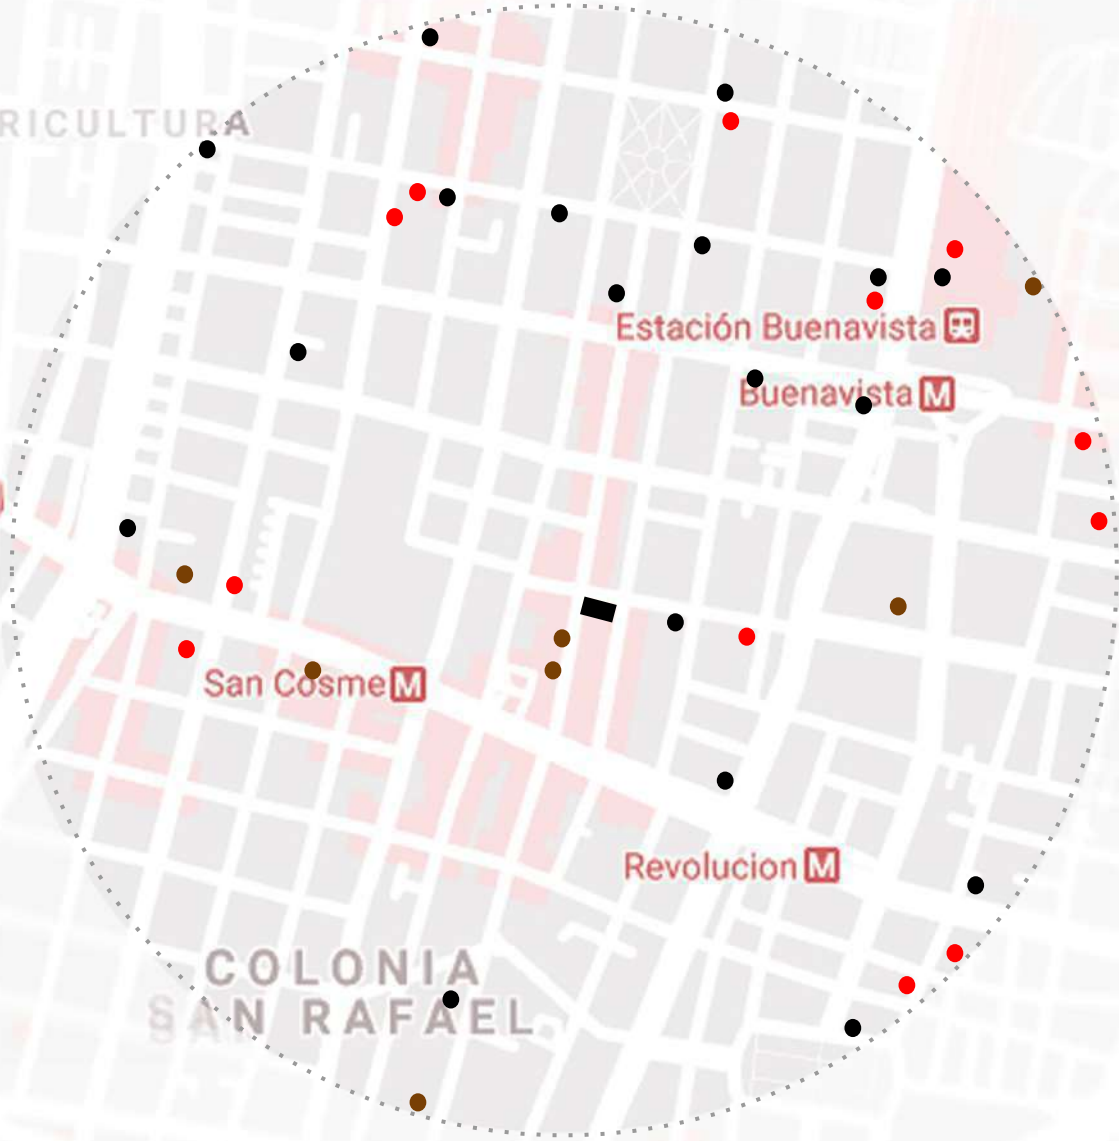 RICULTURA
Estación Buenavista
Buenavista M
San Cosme M
Revolucion M
COLONIA
SAN RAFAEL